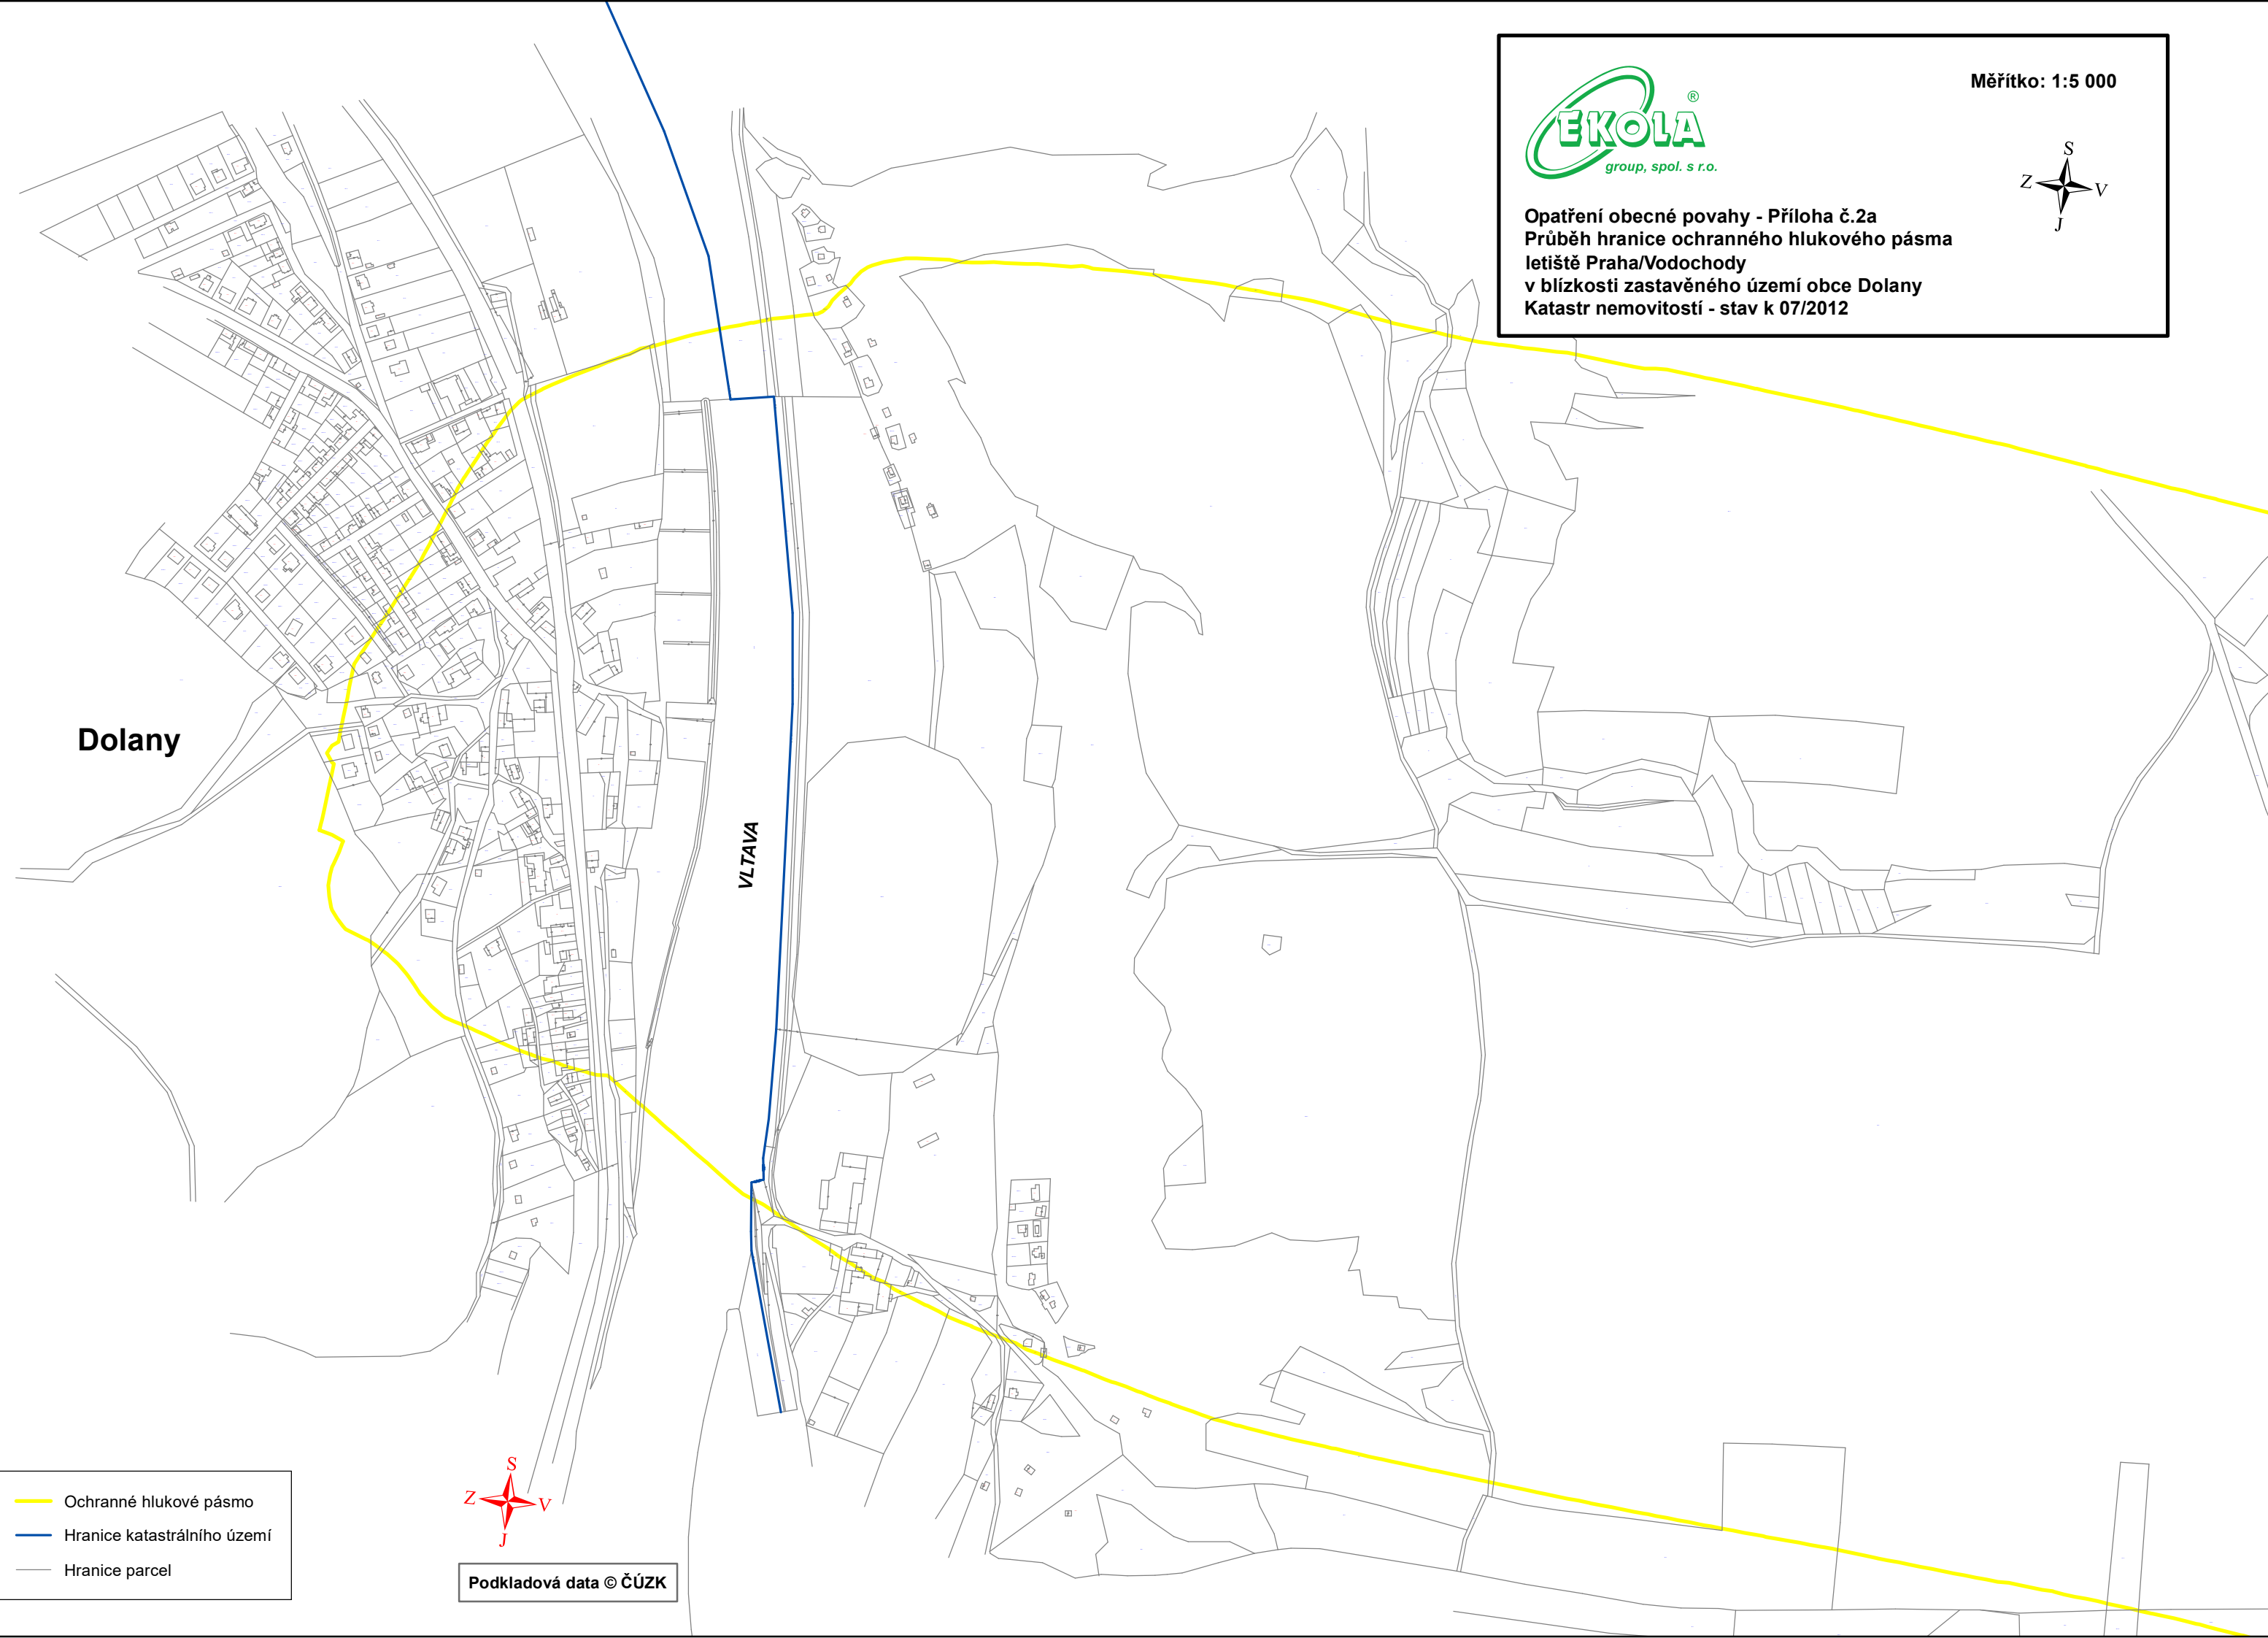 EKOLA ®
group, spol. s r.o.
Měřítko: 1:5 000
S
Z V
J
Opatření obecné povahy - Příloha č.2a
Průběh hranice ochranného hlukového pásma
letiště Praha/Vodochody
v blízkosti zastavěného území obce Dolany
Katastr nemovitostí - stav k 07/2012
Dolany
VLTAVA
Ochranné hlukové pásmo
Hranice katastrálního území
Hranice parcel
S
Z V
J
Podkladová data © ČÚZK